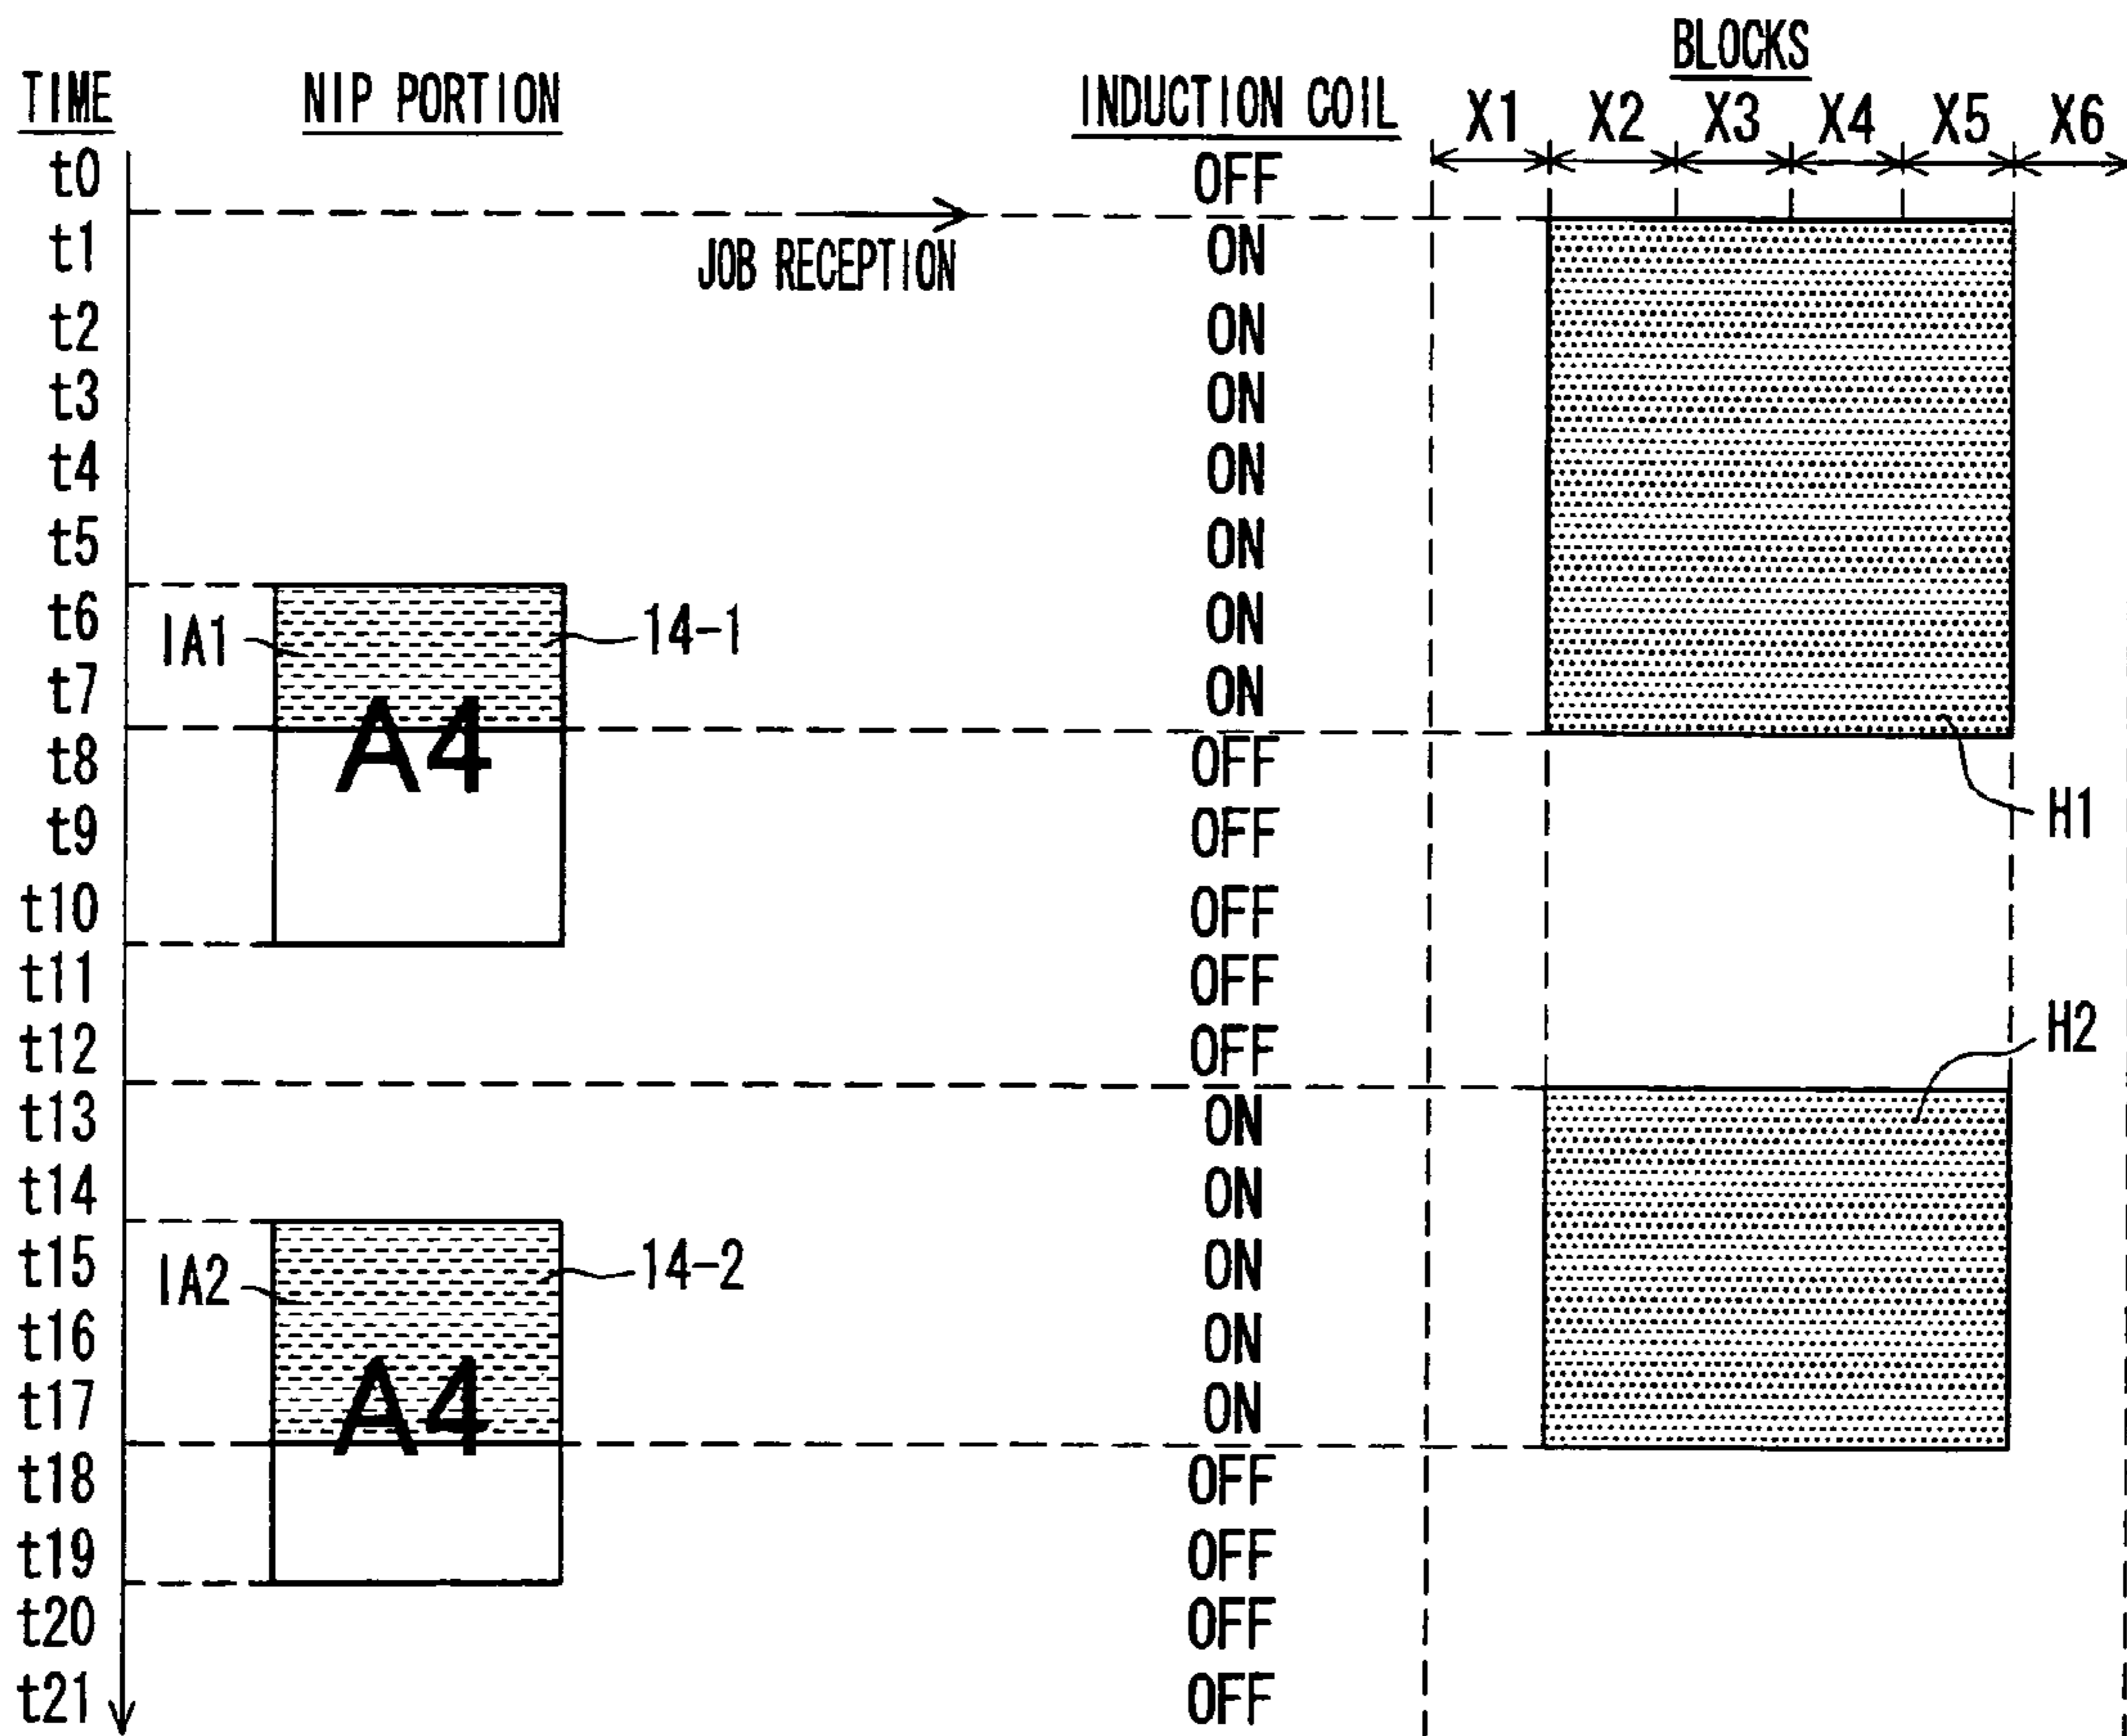 BLOCKS
TIME NIP PORTION INDUCTION COIL X1 X2 X3 X4 X5 X6
t0 OFF
t1 ON
JOB RECEPTION
t2 ON
t3 ON
t4 ON
t5 ON
t6 IA1 14-1 ON
t7 ON
A4
t8 OFF
H1
t9 OFF
t10 OFF
t11 OFF
t12 OFF
H2
t13 ON
t14 ON
t15 IA2 14-2 ON
t16 ON
t17 ON
A4
t18 OFF
t19 OFF
t20 OFF
t21 OFF